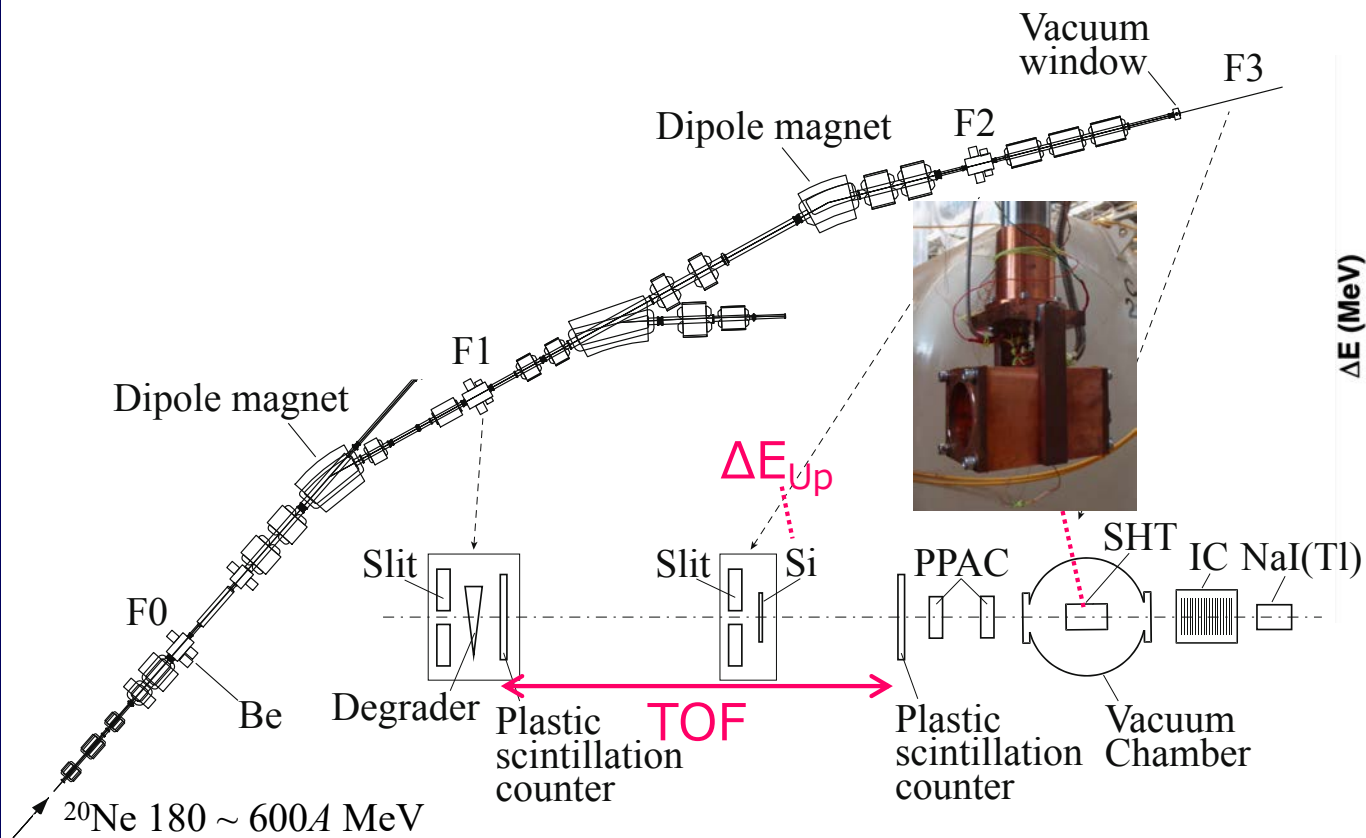 Vacuum
window
F3
Dipole magnet
F2
ΔE (MeV)
F1
Dipole magnet
ΔE_Up
Slit
Slit
Si
PPAC
SHT
IC
NaI(Tl)
F0
Be
Degrader
Plastic
scintillation
counter
TOF
Plastic
scintillation
counter
Vacuum
Chamber
²⁰Ne 180 ~ 600A MeV